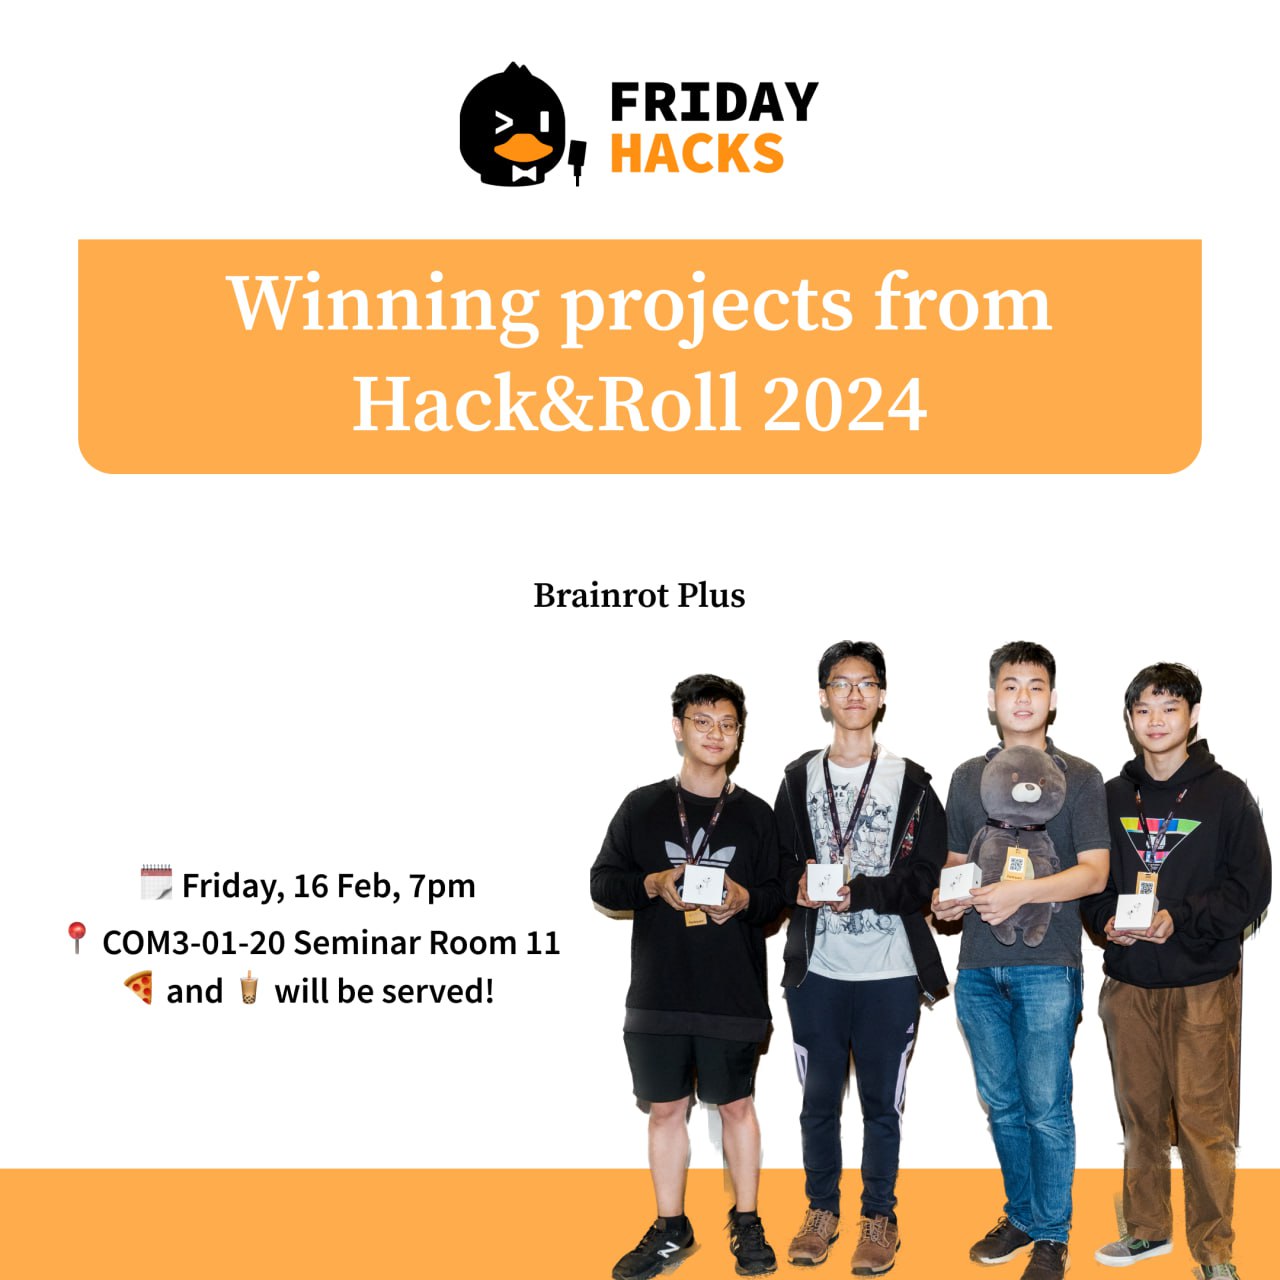 FRIDAY
HACKS
Winning projects from
Hack&Roll 2024
Brainrot Plus
Friday, 16 Feb, 7pm
COM3-01-20 Seminar Room 11
and will be served!